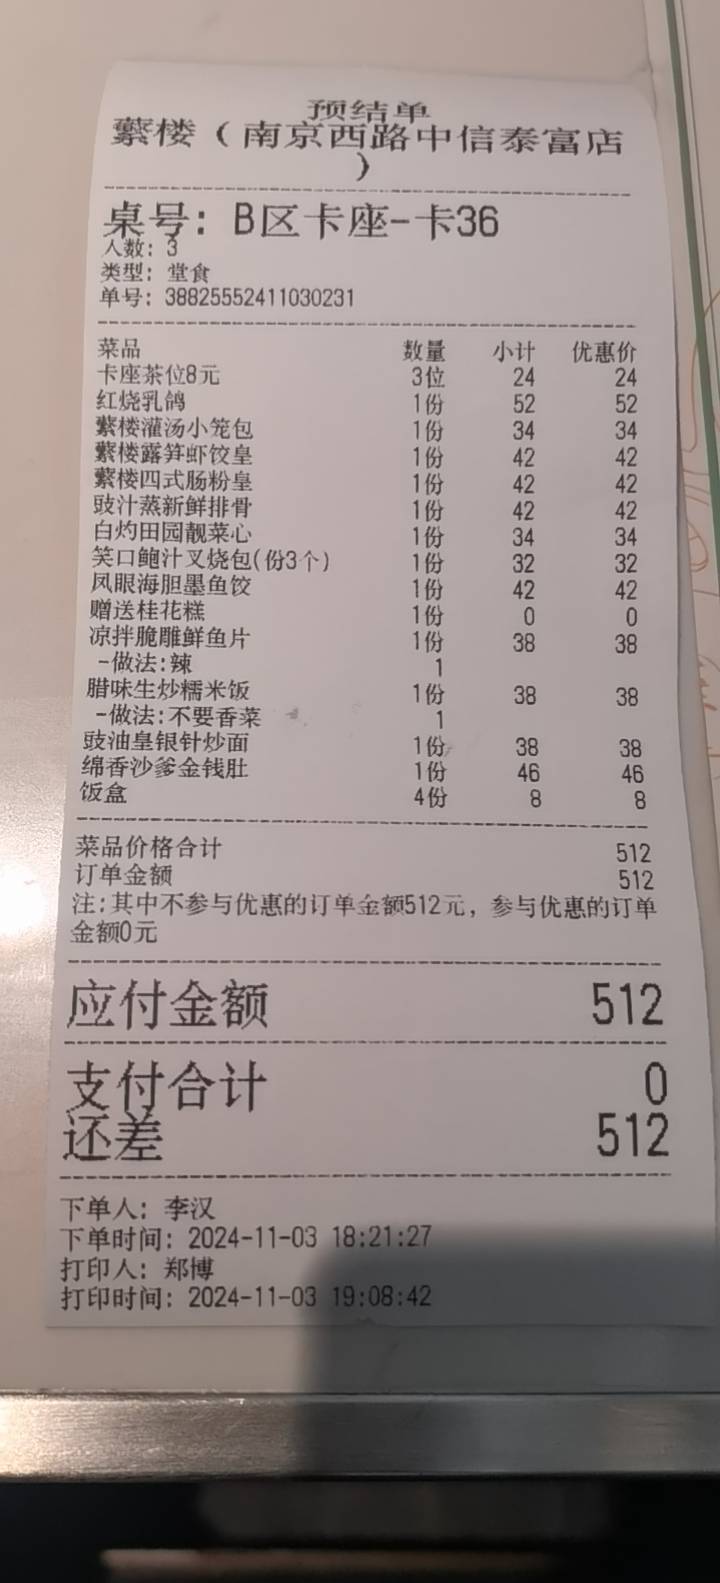 预结单
蘩楼（南京西路中信泰富店
）
桌号: B区卡座-卡36
人数: 3
类型: 堂食
单号: 38825552411030231
菜品 数量 小计 优惠价
卡座茶位8元 3位 24 24
红烧乳鸽 1份 52 52
蘩楼灌汤小笼包 1份 34 34
蘩楼露笋虾饺皇 1份 42 42
蘩楼四式肠粉皇 1份 42 42
豉汁蒸新鲜排骨 1份 42 42
白灼田园靓菜心 1份 34 34
笑口鲍汁叉烧包(份3个) 1份 32 32
凤眼海胆墨鱼饺 1份 42 42
赠送桂花糕 1份 0 0
凉拌脆雕鲜鱼片 1份 38 38
-做法:辣 1
腊味生炒糯米饭 1份 38 38
-做法:不要香菜 1
豉油皇银针炒面 1份 38 38
绵香沙爹金钱肚 1份 46 46
饭盒 4份 8 8
菜品价格合计 512
订单金额 512
注:其中不参与优惠的订单金额512元，参与优惠的订单
金额0元
应付金额 512
支付合计 0
还差 512
下单人: 李汉
下单时间: 2024-11-03 18:21:27
打印人: 郑博
打印时间: 2024-11-03 19:08:42